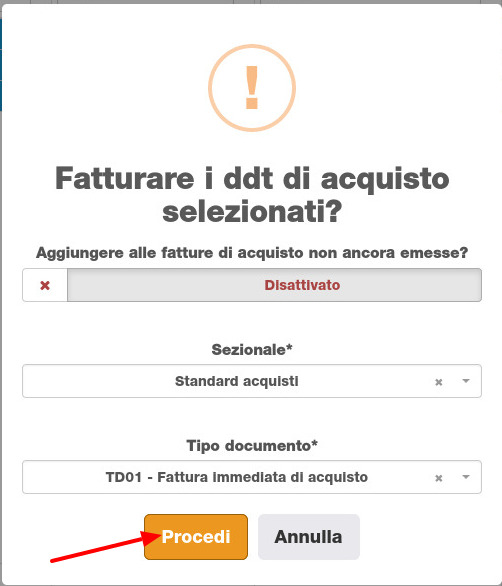 !
Fatturare i ddt di acquisto
selezionati?
Aggiungere alle fatture di acquisto non ancora emesse?
Disattivato
Sezionale*
Standard acquisti
Tipo documento*
TD01 - Fattura immediata di acquisto
Procedi Annulla